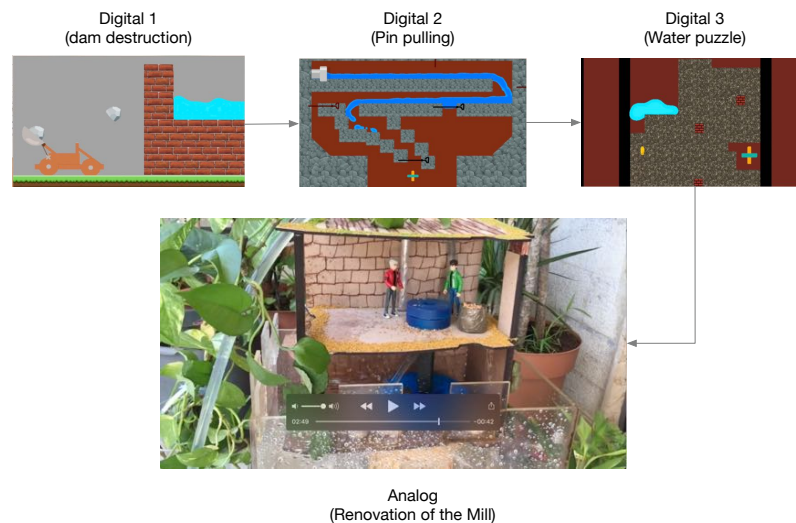 Digital 1
(dam destruction)
Digital 2
(Pin pulling)
Digital 3
(Water puzzle)
02:49
-00:42
Analog
(Renovation of the Mill)